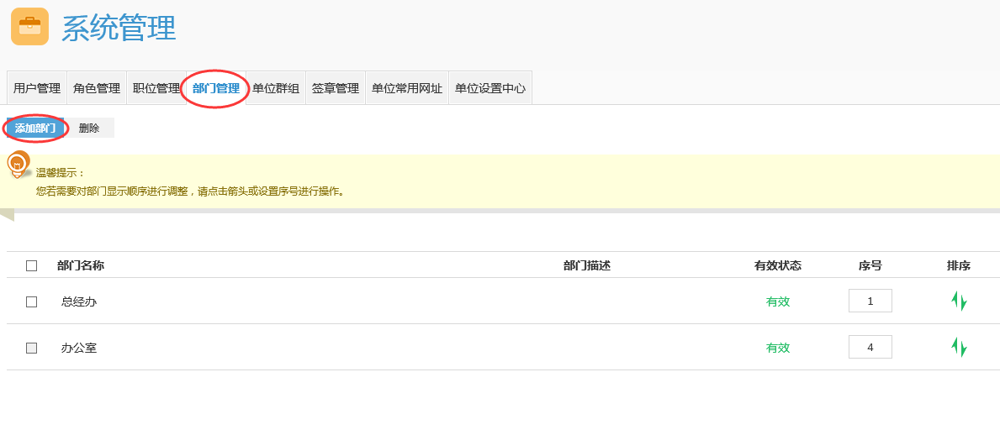 系统管理
用户管理 角色管理 职位管理 部门管理 单位群组 签章管理 单位常用网址 单位设置中心
添加部门 删除
温馨提示：
您若需要对部门显示顺序进行调整，请点击箭头或设置序号进行操作。
部门名称 部门描述 有效状态 序号 排序
总经办 有效 1
办公室 有效 4